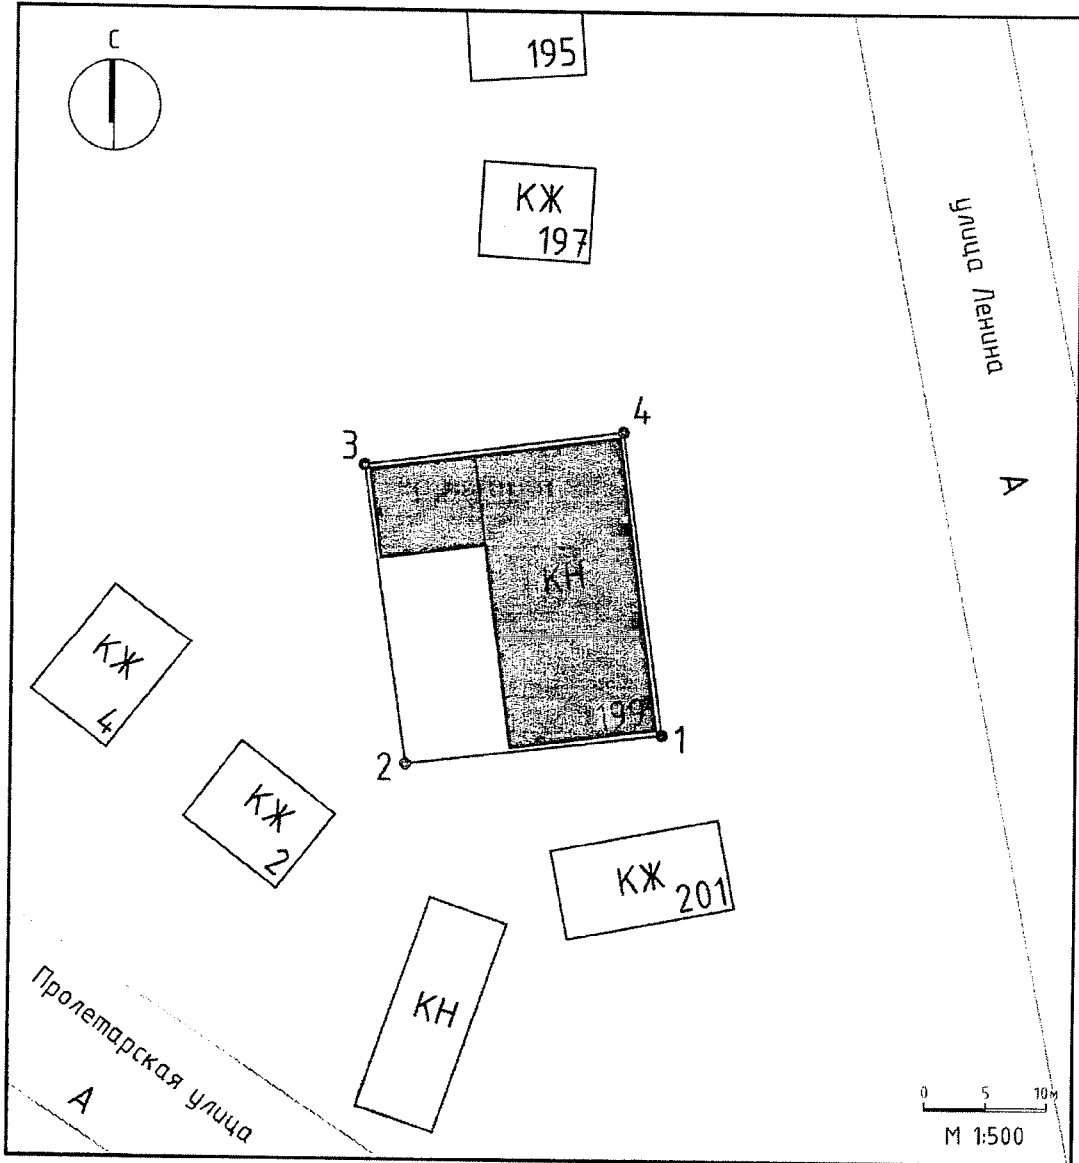 С
195
КЖ
197
улица Ленина
А
4
3
КН
199
1
2
КЖ
4
КЖ
2
КЖ
201
КН
Пролетарская улица
А
0 5 10м
М 1:500